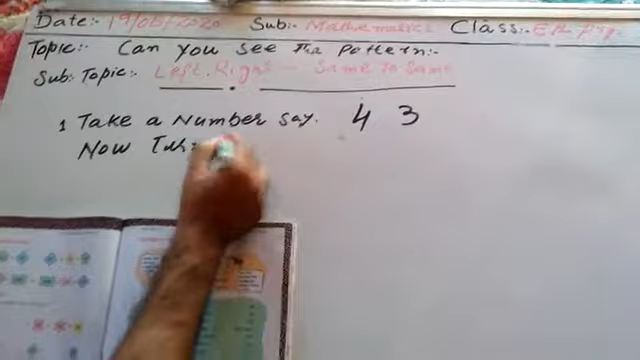 Date:- 19/06/2020 Sub:- Mathematics Class:-
Topic:- Can you see the Pattern:-
Sub: Topic:- Left-Right - Same to Same
1 Take a Number say. 4 3
Now